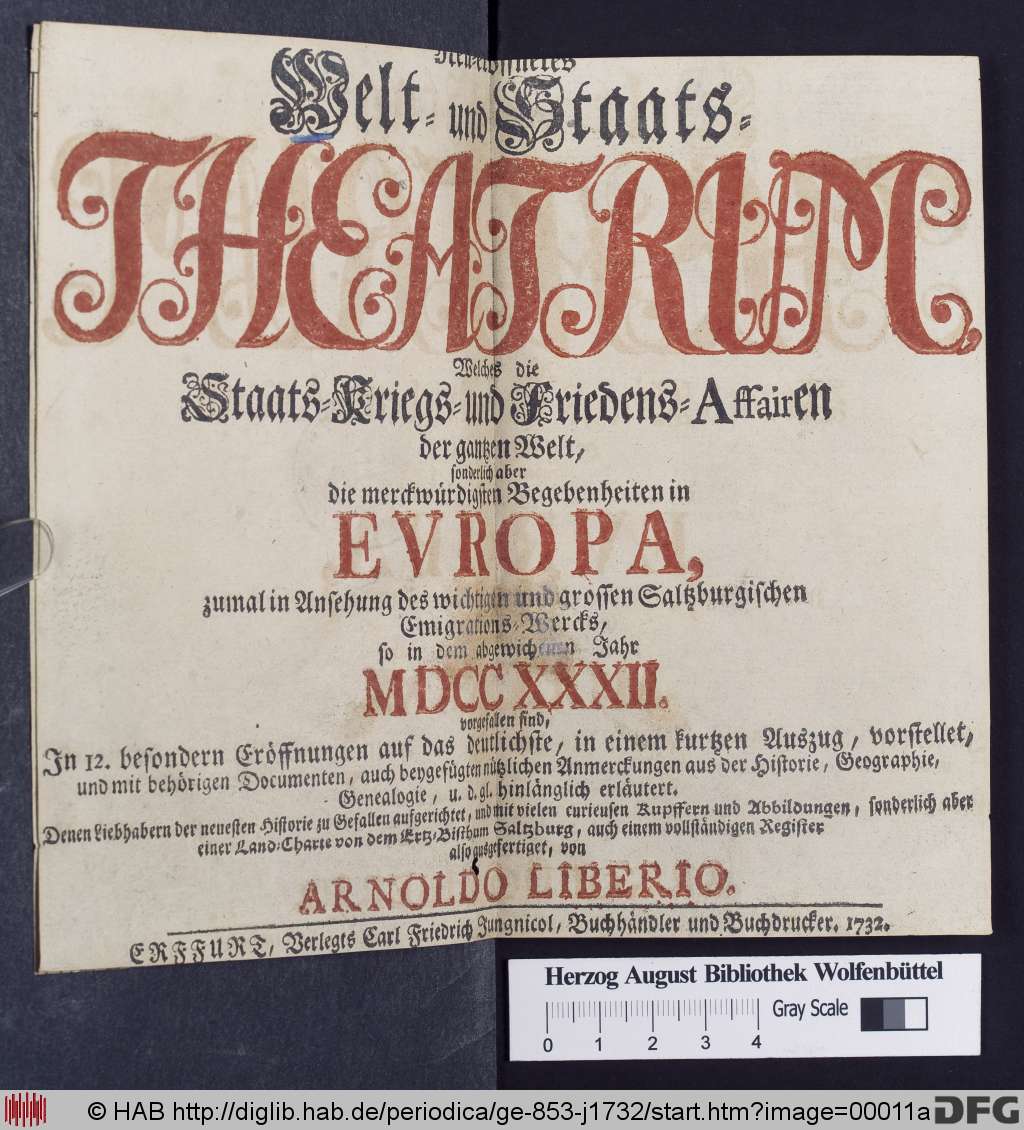 Neu-eröffnetes
Welt- und Staats-
THEATRUM,
Welches die
Staats-Kriegs-und Friedens-Affairen
der gantzen Welt,
sonderlich aber
die merckwürdigsten Begebenheiten in
EVROPA,
zumal in Ansehung des wichtigen und grossen Saltzburgischen
Emigrations-Wercks,
so in dem abgewichenen Jahr
MDCCXXXII.
vorgefallen sind,
In 12. besondern Eröffnungen auf das deutlichste, in einem kurtzen Auszug, vorstellet,
und mit behörigen Documenten, auch beygefügten nützlichen Anmerckungen aus der Historie, Geographie,
Genealogie, u. d. gl. hinlänglich erläutert.
Denen Liebhabern der neuesten Historie zu Gefallen aufgerichtet, und mit vielen curieusen Kupffern und Abbildungen, sonderlich aber
einer Land-Charte von dem Ertz-Bisthum Saltzburg, auch einem vollständigen Register
also ausgefertiget, von
ARNOLDO LIBERIO.
ERFFURT, Verlegts Carl Friedrich Jungnicol, Buchhändler und Buchdrucker. 1732.
Herzog August Bibliothek Wolfenbüttel
Gray Scale
0 1 2 3 4
© HAB http://diglib.hab.de/periodica/ge-853-j1732/start.htm?image=00011a
DFG